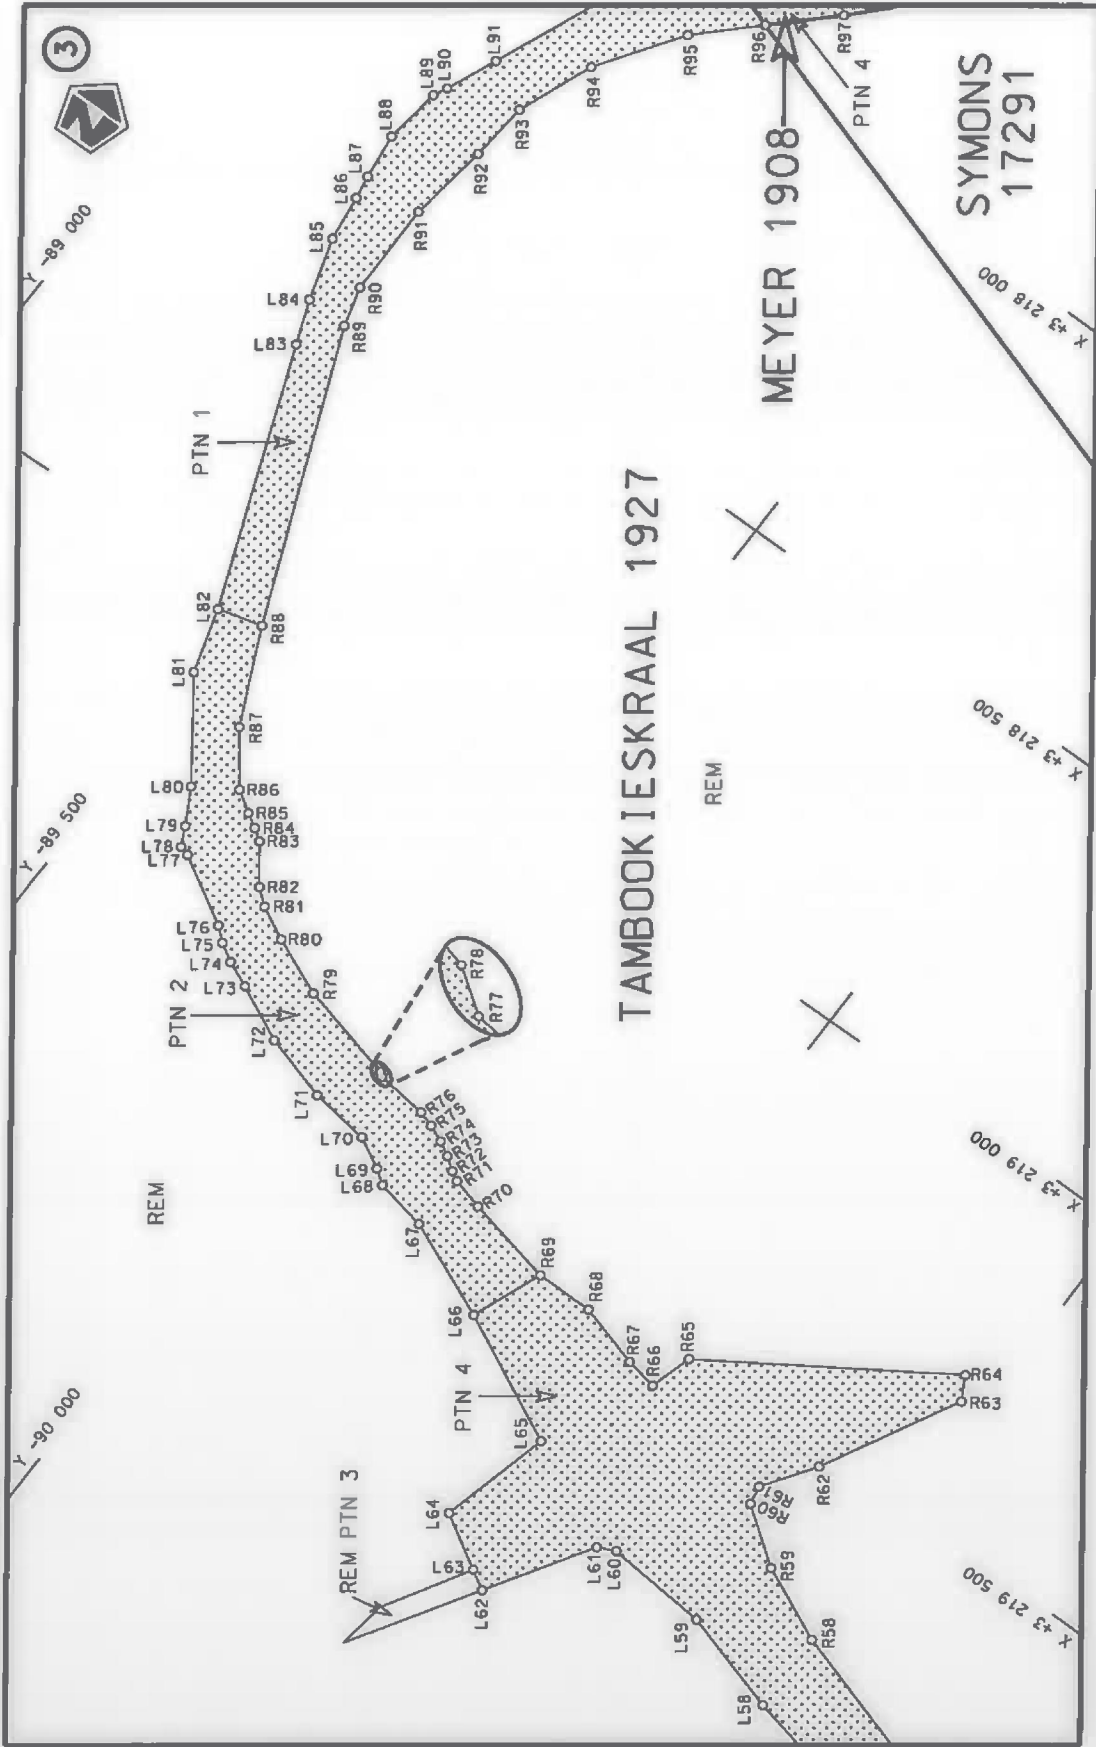 3
Y -89 000
Y -89 500
Y -90 000
X +3 218 000
X +3 218 500
X +3 219 000
X +3 219 500
PTN 1
PTN 2
REM
PTN 4
REM PTN 3
TAMBOOKIESKRAAL 1927
REM
MEYER 1908
PTN 4
SYMONS
17291
L58
L59
L60
L61
L62
L63
L64
L65
L66
L67
L68
L69
L70
L71
L72
L73
L74
L75
L76
L77
L78
L79
L80
L81
L82
L83
L84
L85
L86
L87
L88
L89
L90
L91
R58
R59
R60
R61
R62
R63
R64
R65
R66
R67
R68
R69
R70
R71
R72
R73
R74
R75
R76
R77
R78
R79
R80
R81
R82
R83
R84
R85
R86
R87
R88
R89
R90
R91
R92
R93
R94
R95
R96
R97